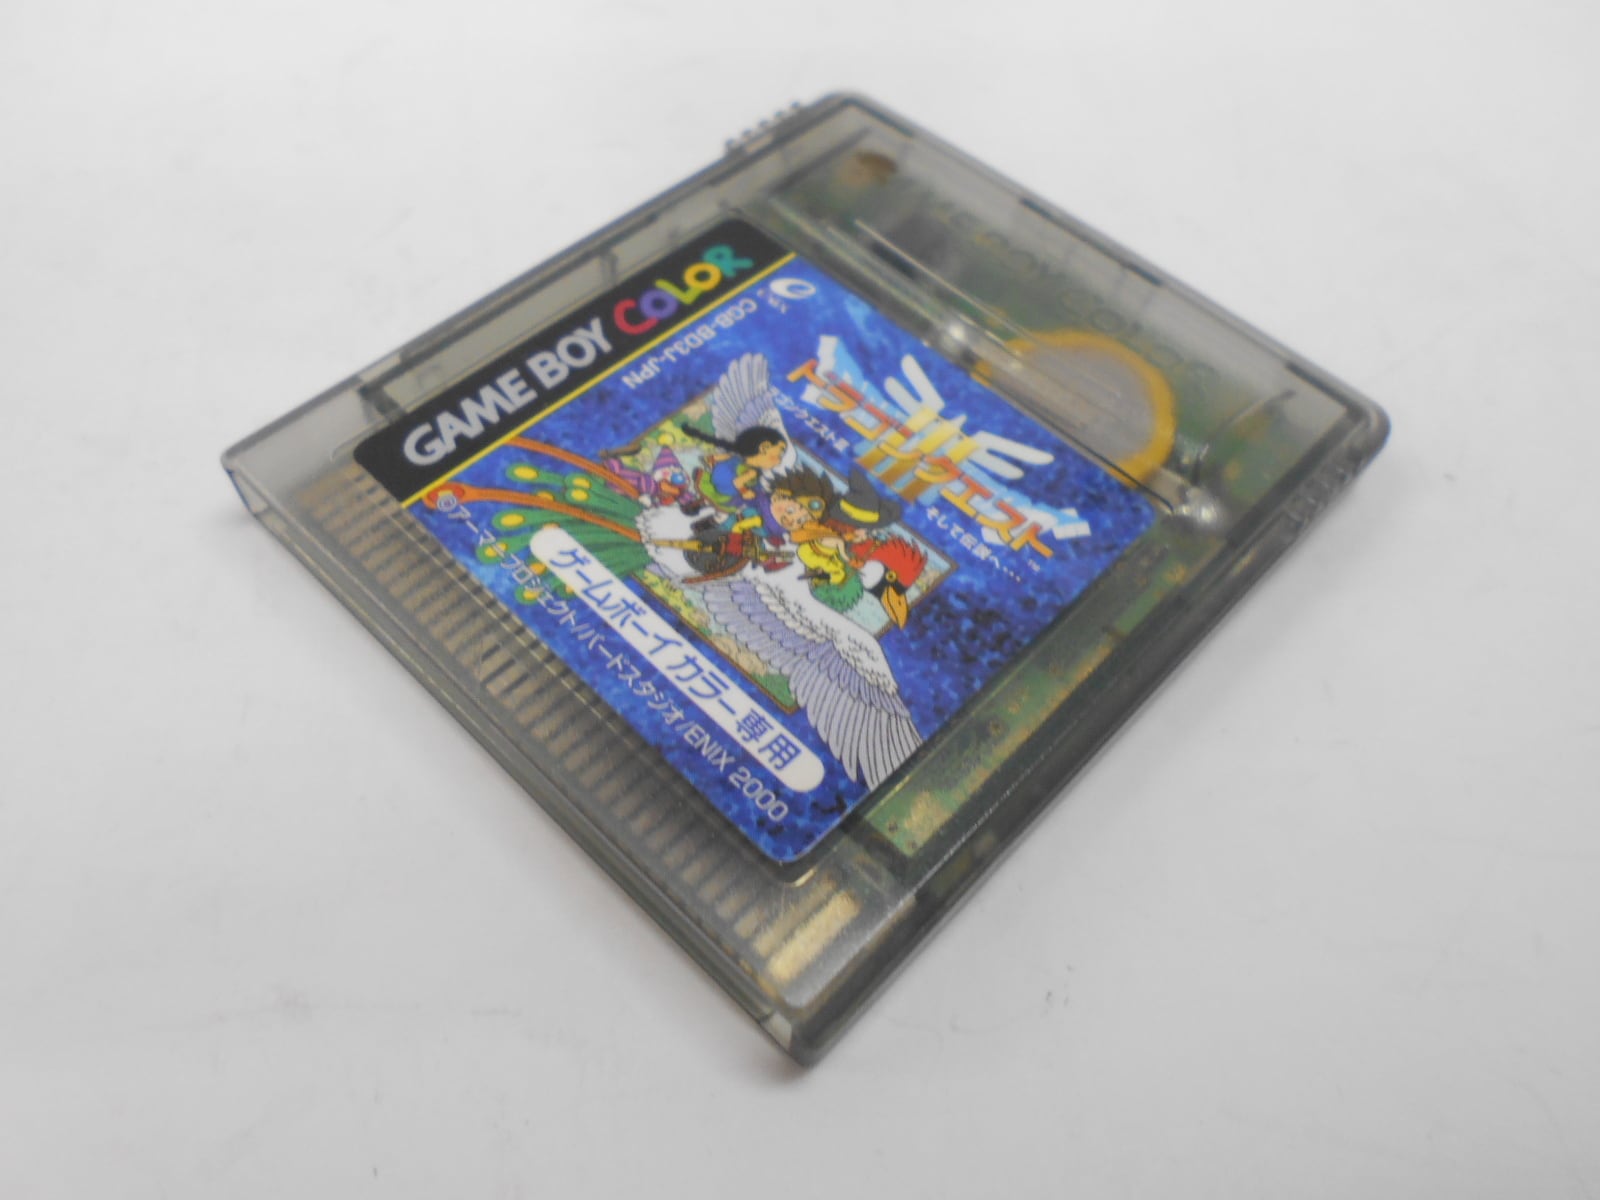 GAME BOY COLOR
CGB-BD3J-JPN
ドラゴンクエスト
III
ドラゴンクエストIII
そして伝説へ…
TM
ゲームボーイカラー専用
©アーマープロジェクト/バードスタジオ/ENIX 2000